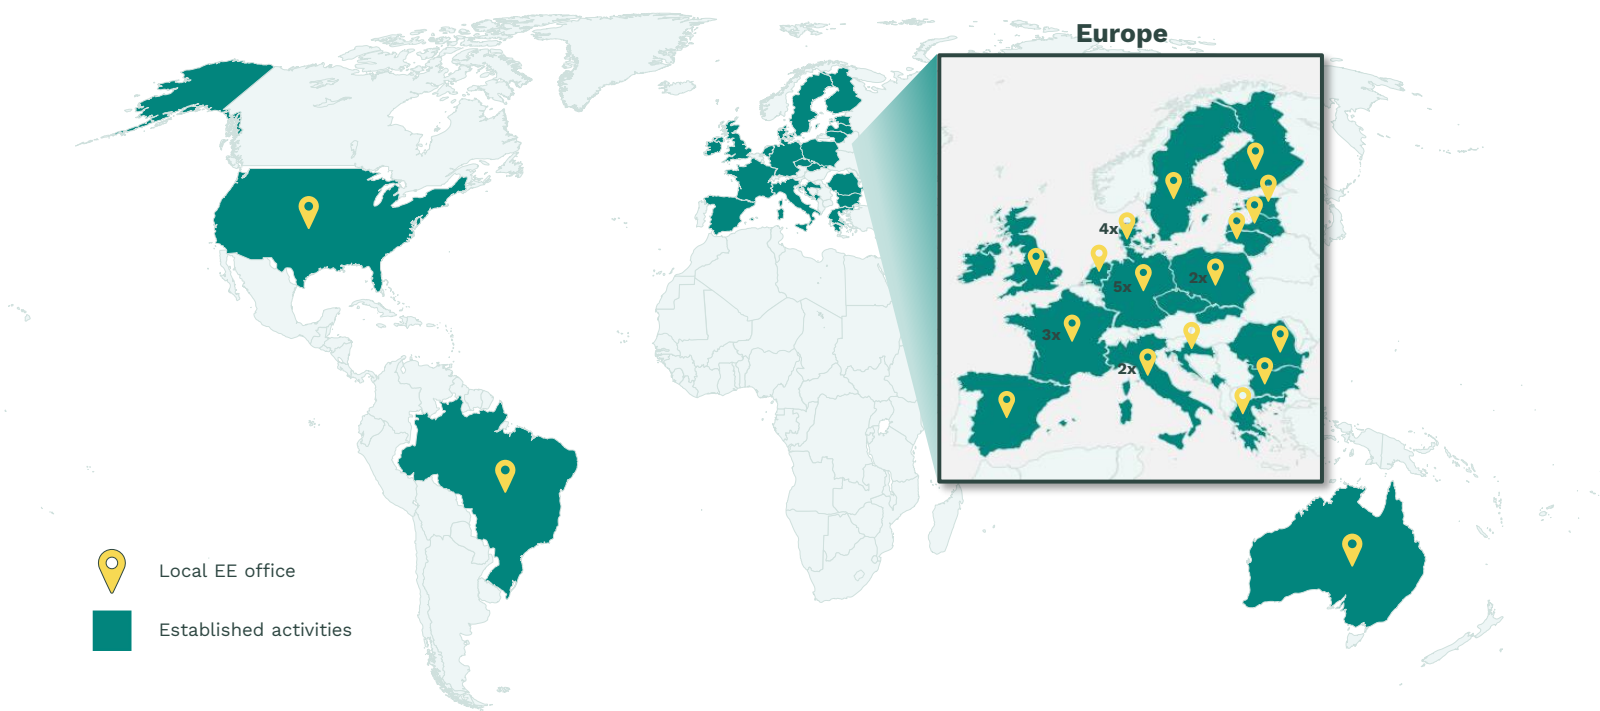 Europe
4x
5x
2x
3x
2x
Local EE office
Established activities